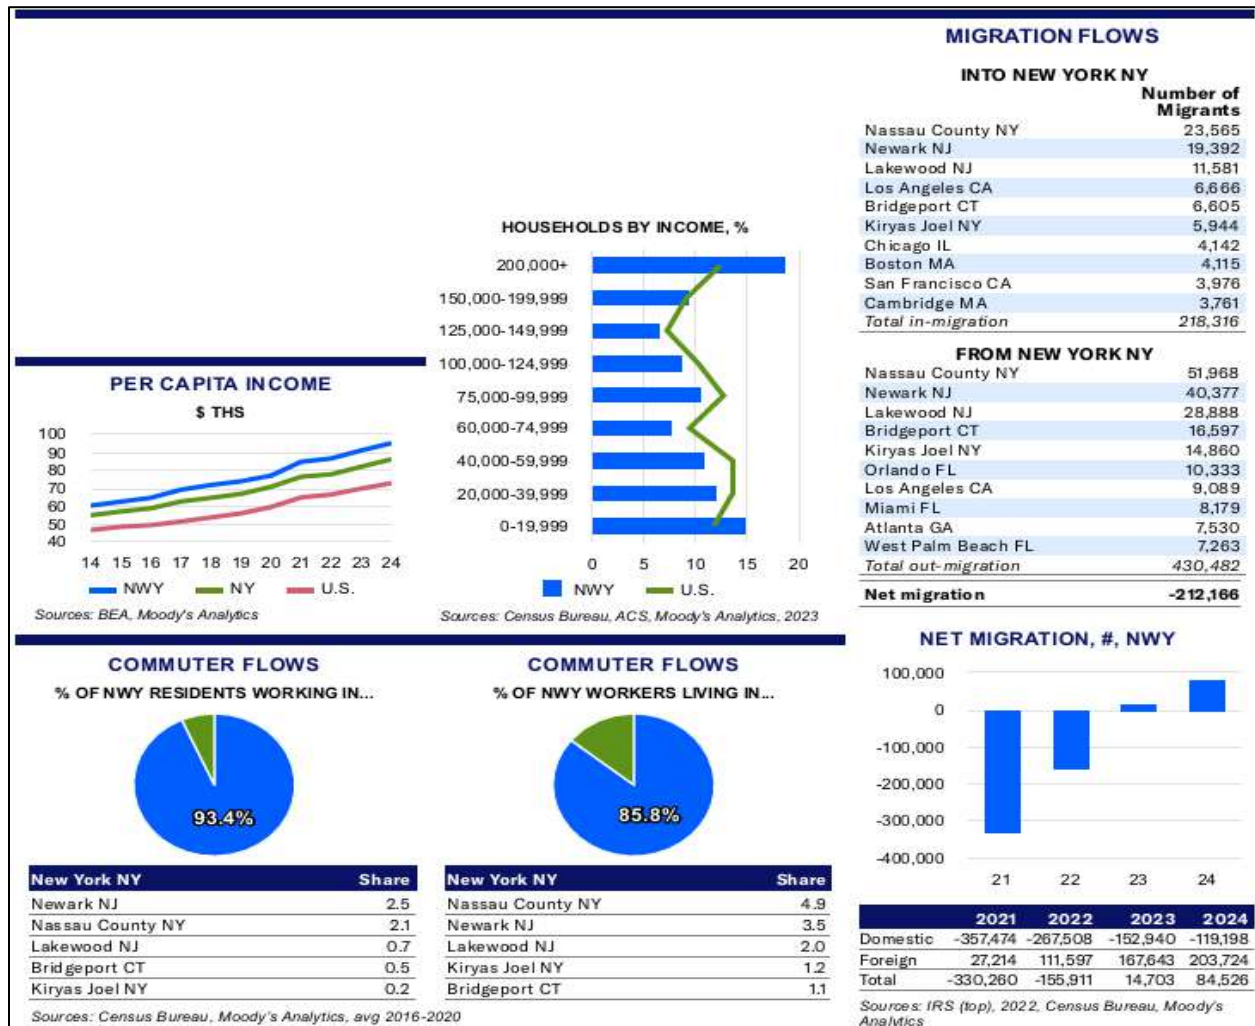 MIGRATION FLOWS
INTO NEW YORK NY
Number of
Migrants
Nassau County NY 23,565
Newark NJ 19,392
Lakewood NJ 11,581
Los Angeles CA 6,666
Bridgeport CT 6,605
Kiryas Joel NY 5,944
Chicago IL 4,142
Boston MA 4,115
San Francisco CA 3,976
Cambridge MA 3,761
Total in-migration 218,316
FROM NEW YORK NY
Nassau County NY 51,968
Newark NJ 40,377
Lakewood NJ 28,888
Bridgeport CT 16,597
Kiryas Joel NY 14,860
Orlando FL 10,333
Los Angeles CA 9,089
Miami FL 8,179
Atlanta GA 7,530
West Palm Beach FL 7,263
Total out-migration 430,482
Net migration -212,166
HOUSEHOLDS BY INCOME, %
200,000+
150,000-199,999
125,000-149,999
100,000-124,999
75,000-99,999
60,000-74,999
40,000-59,999
20,000-39,999
0-19,999
0 5 10 15 20
NWY U.S.
Sources: Census Bureau, ACS, Moody's Analytics, 2023
PER CAPITA INCOME
$ THS
100
90
80
70
60
50
40
14 15 16 17 18 19 20 21 22 23 24
NWY NY U.S.
Sources: BEA, Moody's Analytics
COMMUTER FLOWS
% OF NWY RESIDENTS WORKING IN...
93.4%
New York NY Share
Newark NJ 2.5
Nassau County NY 2.1
Lakewood NJ 0.7
Bridgeport CT 0.5
Kiryas Joel NY 0.2
Sources: Census Bureau, Moody's Analytics, avg 2016-2020
COMMUTER FLOWS
% OF NWY WORKERS LIVING IN...
85.8%
New York NY Share
Nassau County NY 4.9
Newark NJ 3.5
Lakewood NJ 2.0
Kiryas Joel NY 1.2
Bridgeport CT 1.1
NET MIGRATION, #, NWY
100,000
0
-100,000
-200,000
-300,000
-400,000
21 22 23 24
2021 2022 2023 2024
Domestic -357,474 -267,508 -152,940 -119,198
Foreign 27,214 111,597 167,643 203,724
Total -330,260 -155,911 14,703 84,526
Sources: IRS (top), 2022, Census Bureau, Moody's
Analytics